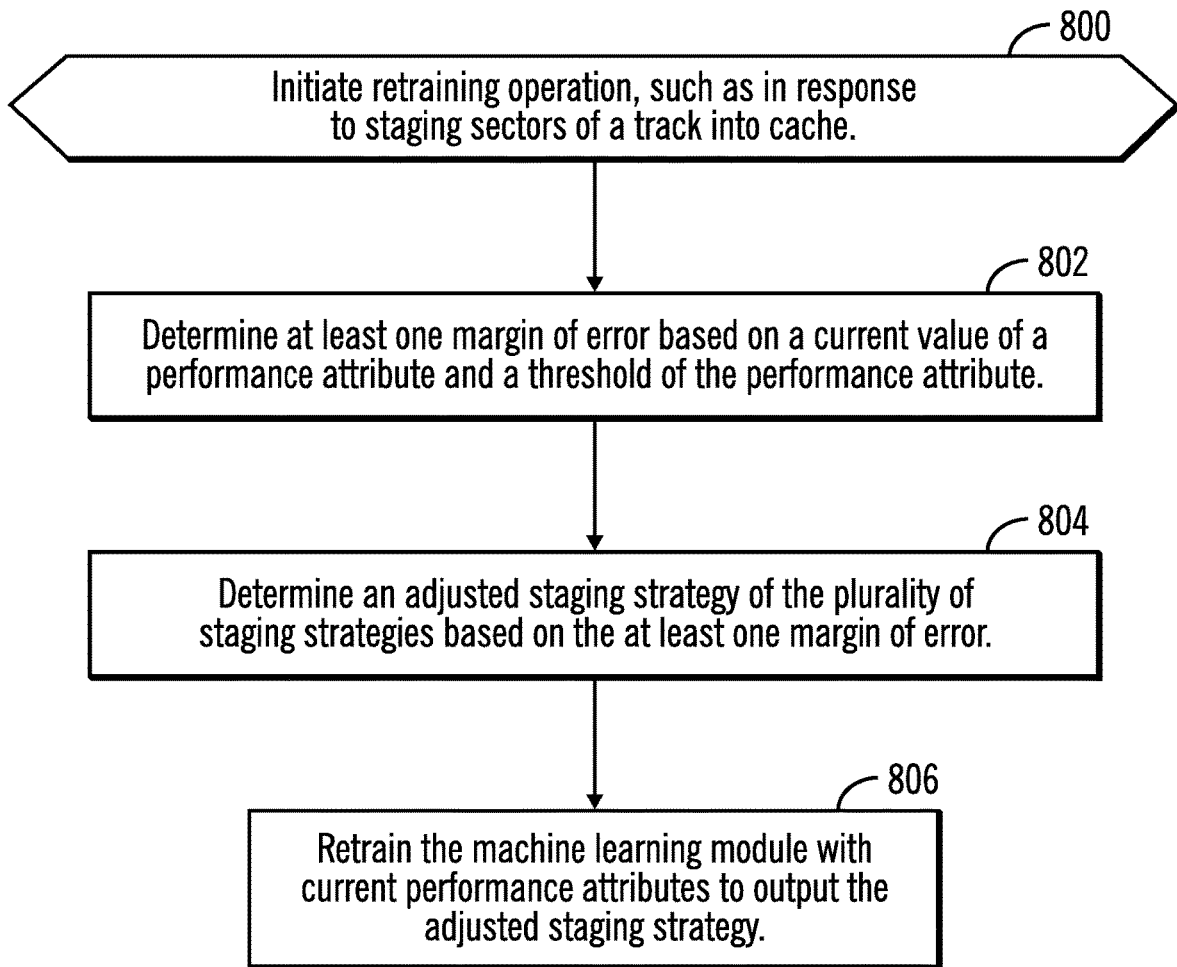 800
Initiate retraining operation, such as in response
to staging sectors of a track into cache.
802
Determine at least one margin of error based on a current value of a
performance attribute and a threshold of the performance attribute.
804
Determine an adjusted staging strategy of the plurality of
staging strategies based on the at least one margin of error.
806
Retrain the machine learning module with
current performance attributes to output the
adjusted staging strategy.